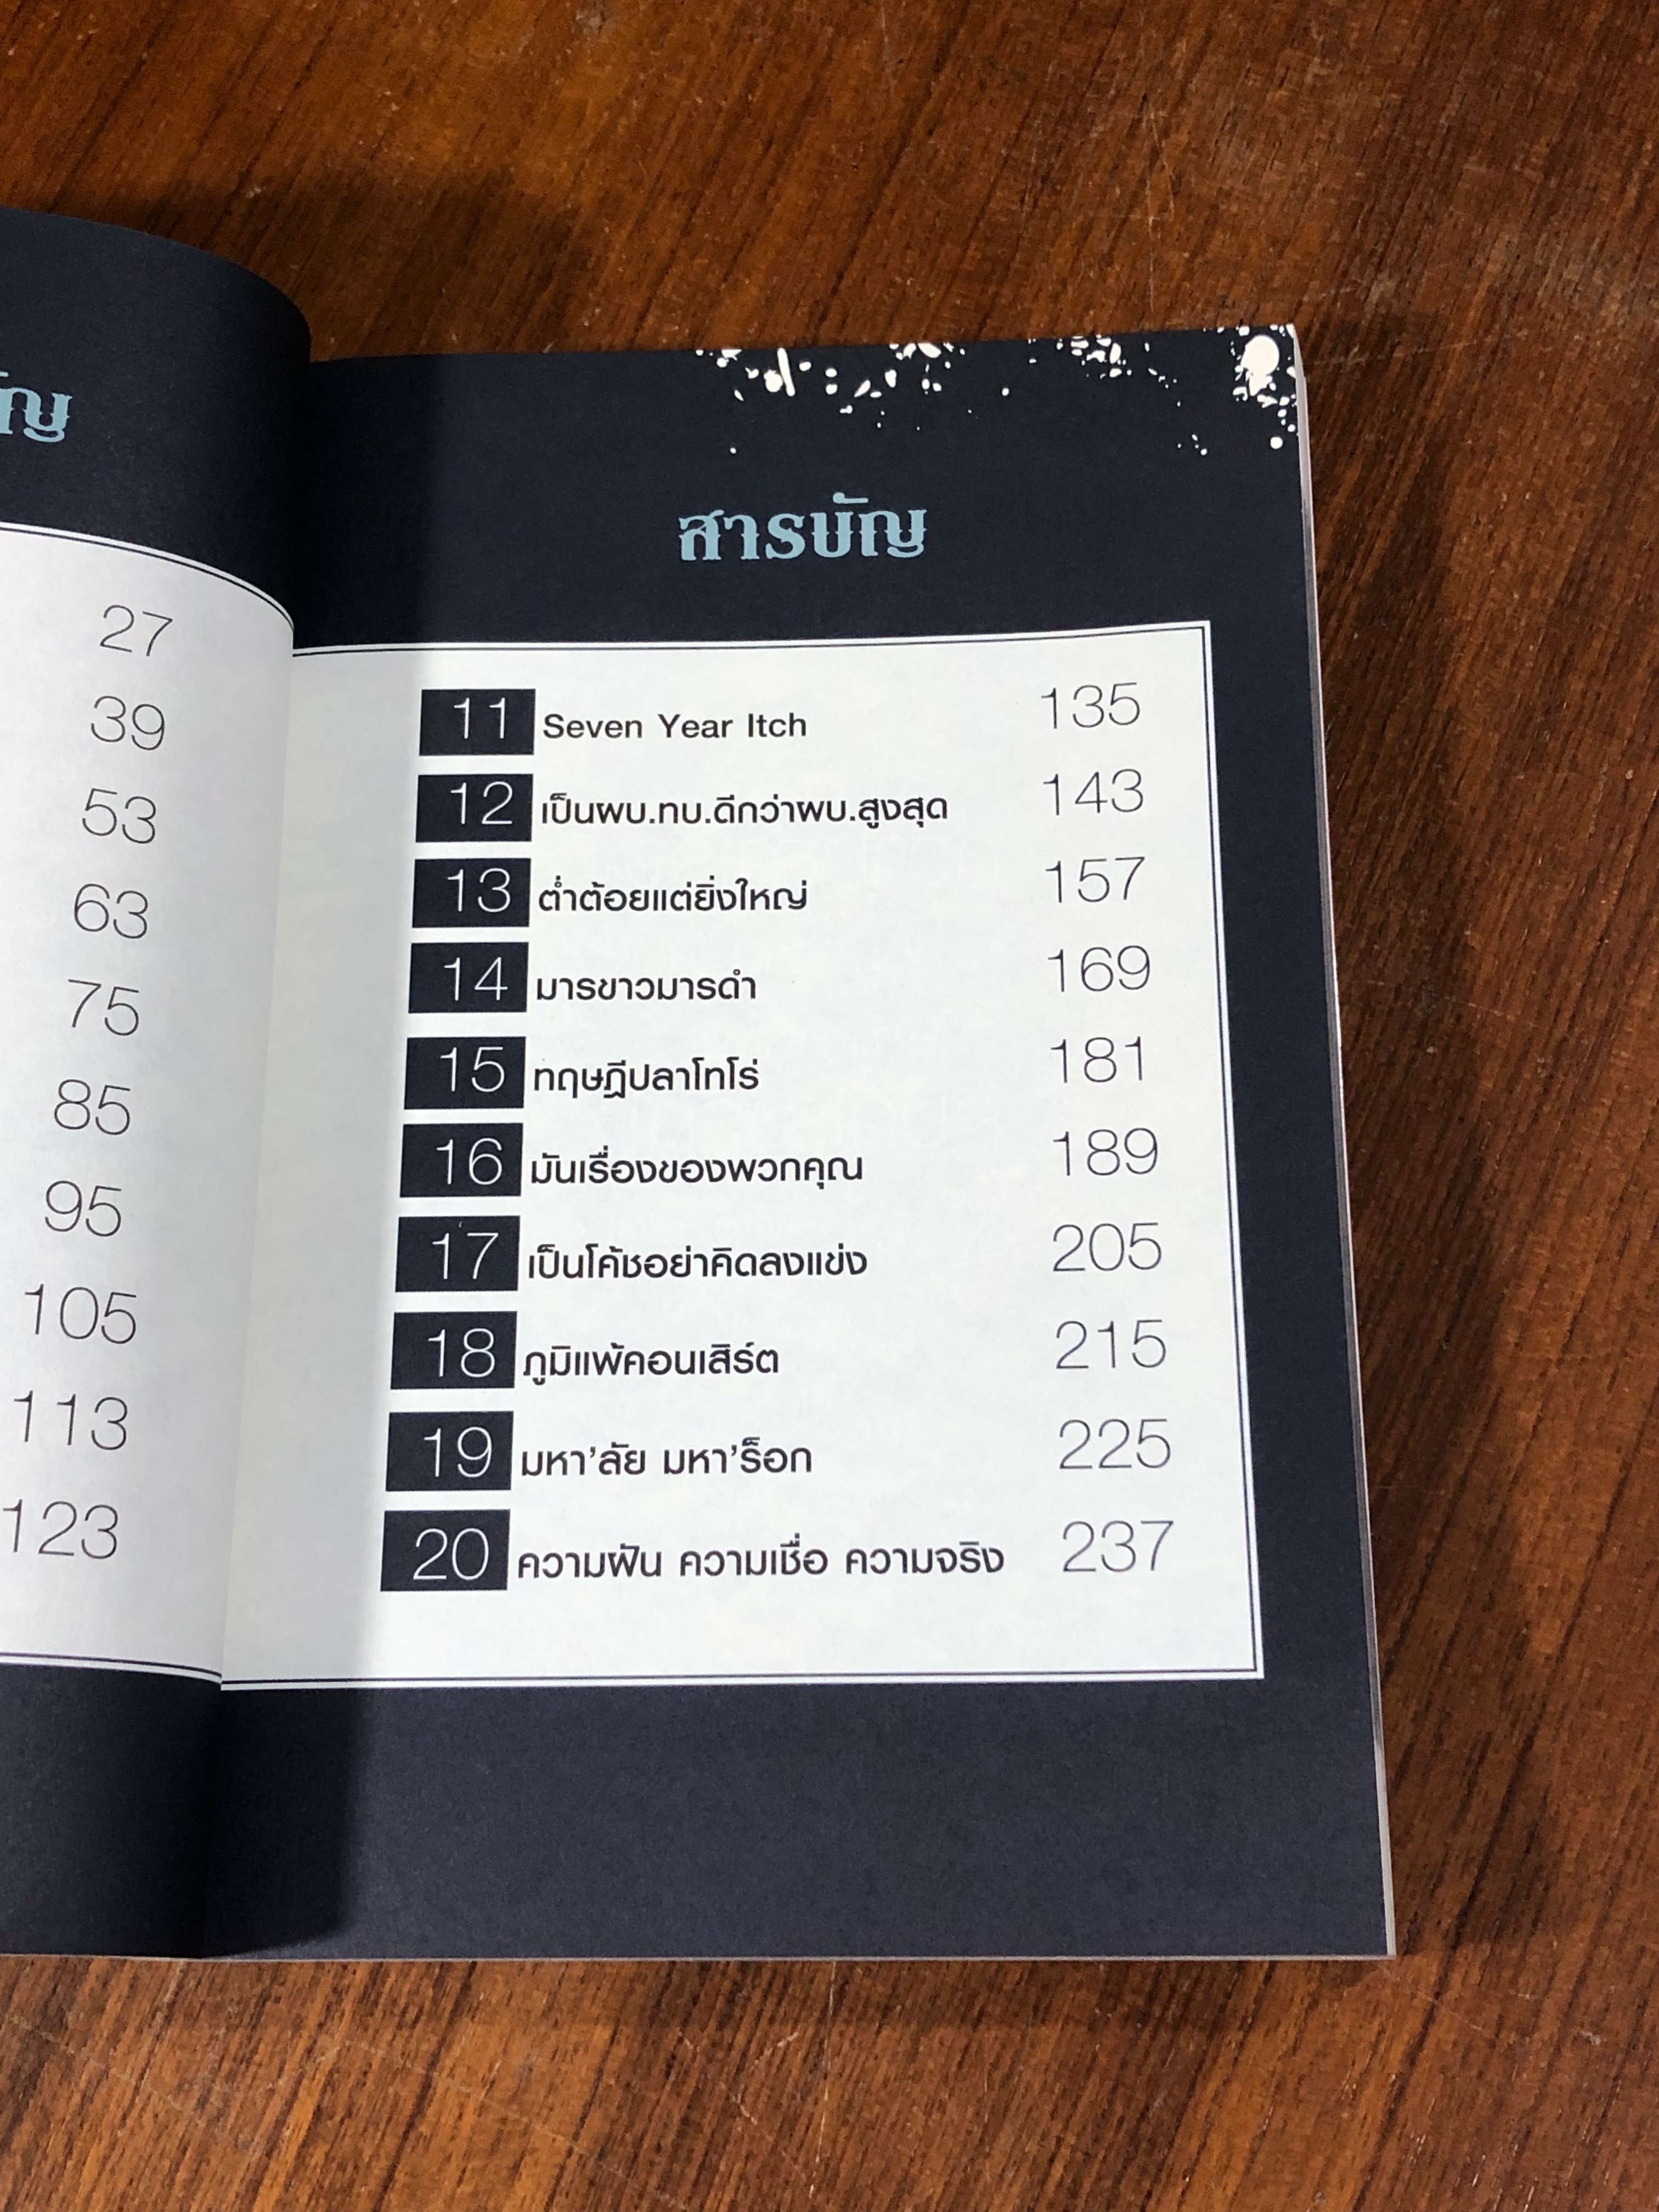 27
39
53
63
75
85
95
105
113
123
สารบัญ
11 Seven Year Itch 135
12 เป็นผบ.ทบ.ดีกว่าผบ.สูงสุด 143
13 ต่ำต้อยแต่ยิ่งใหญ่ 157
14 มารขาวมารดำ 169
15 ทฤษฎีปลาโทโร่ 181
16 มันเรื่องของพวกคุณ 189
17 เป็นโค้ชอย่าคิดลงแข่ง 205
18 ภูมิแพ้คอนเสิร์ต 215
19 มหา’ลัย มหา’ร็อก 225
20 ความฝัน ความเชื่อ ความจริง 237